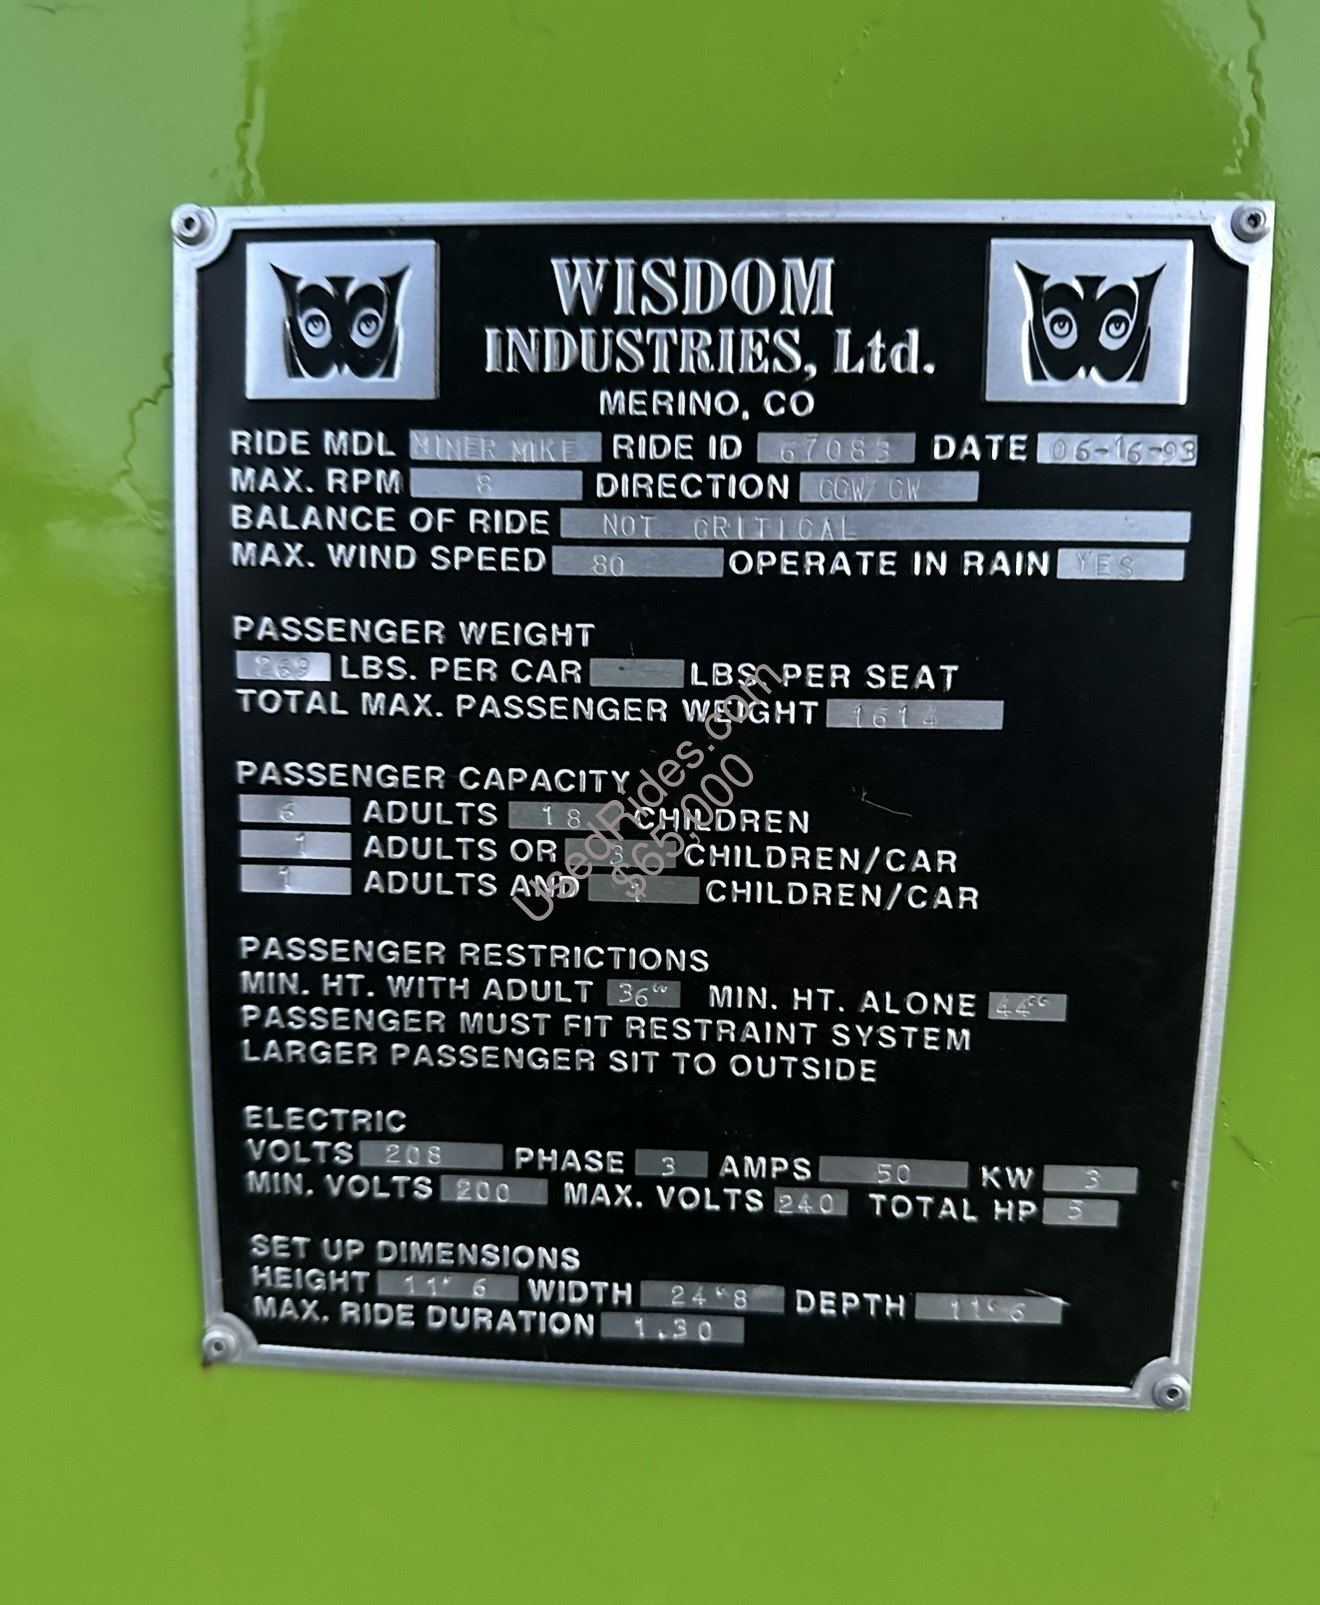 WISDOM
INDUSTRIES, Ltd.
MERINO, CO
RIDE MDL MINER MIKE RIDE ID 67083 DATE 06-16-93
MAX. RPM 8 DIRECTION CCW/CW
BALANCE OF RIDE NOT CRITICAL
MAX. WIND SPEED 80 OPERATE IN RAIN YES
PASSENGER WEIGHT
269 LBS. PER CAR - LBS. PER SEAT
TOTAL MAX. PASSENGER WEIGHT 1614
PASSENGER CAPACITY
6 ADULTS 18 CHILDREN
1 ADULTS OR 3 CHILDREN/CAR
1 ADULTS AND CHILDREN/CAR
PASSENGER RESTRICTIONS
MIN. HT. WITH ADULT 36" MIN. HT. ALONE 44"
PASSENGER MUST FIT RESTRAINT SYSTEM
LARGER PASSENGER SIT TO OUTSIDE
ELECTRIC
VOLTS 208 PHASE 3 AMPS 50 KW 3
MIN. VOLTS 200 MAX. VOLTS 240 TOTAL HP 5
SET UP DIMENSIONS
HEIGHT 11' 6 WIDTH 24'8 DEPTH 11' 6
MAX. RIDE DURATION 1.30
UsedRides.com
$65,000